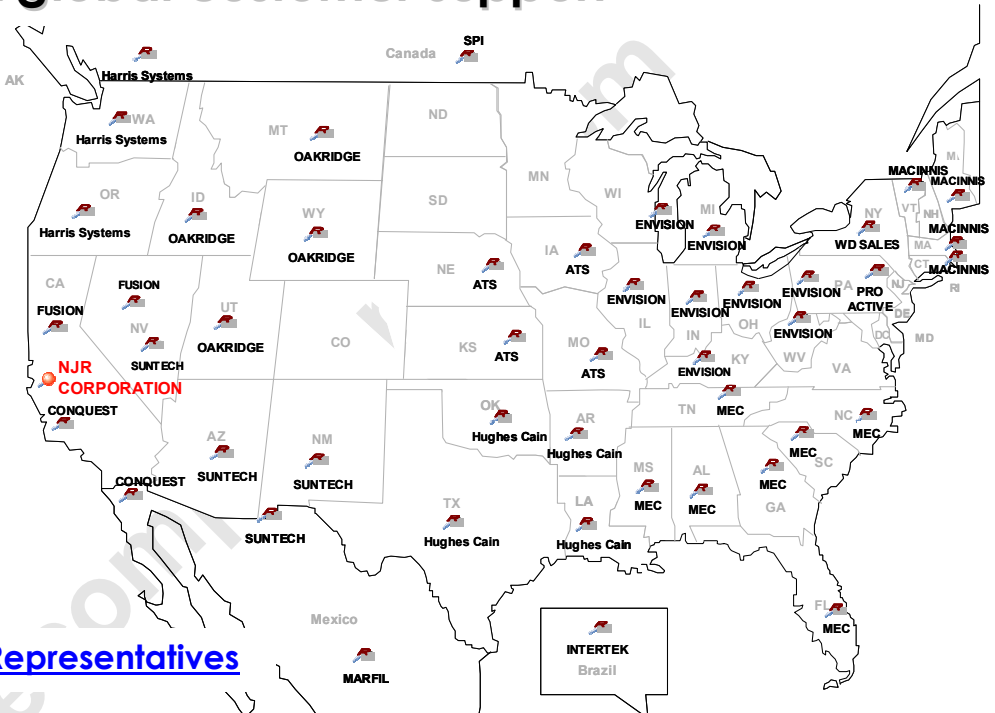 global customer support
SPI
Canada
AK
Harris Systems
WA
Harris Systems
MT
OAKRIDGE
ND
MN
MACINNIS
MACINNIS
OR
Harris Systems
ID
OAKRIDGE
WY
OAKRIDGE
SD
WI
ENVISION
MI
ENVISION
VT
NH
NY
WD SALES
MACINNIS
MA
CT
MACINNIS
RI
CA
FUSION
FUSION
NV
SUNTECH
UT
OAKRIDGE
CO
NE
ATS
IA
ATS
ENVISION
IL
ENVISION
IN
ENVISION
OH
ENVISION
PA
PRO
ACTIVE
NJ
DE
DC
MD
ENVISION
WV
VA
KS
ATS
MO
ATS
ENVISION
KY
NJR
CORPORATION
CONQUEST
CONQUEST
AZ
SUNTECH
NM
SUNTECH
SUNTECH
OK
Hughes Cain
AR
Hughes Cain
TN
MEC
NC
MEC
MEC
SC
MS
MEC
AL
MEC
MEC
GA
TX
Hughes Cain
LA
Hughes Cain
FL
MEC
Mexico
MARFIL
INTERTEK
Brazil
Representatives